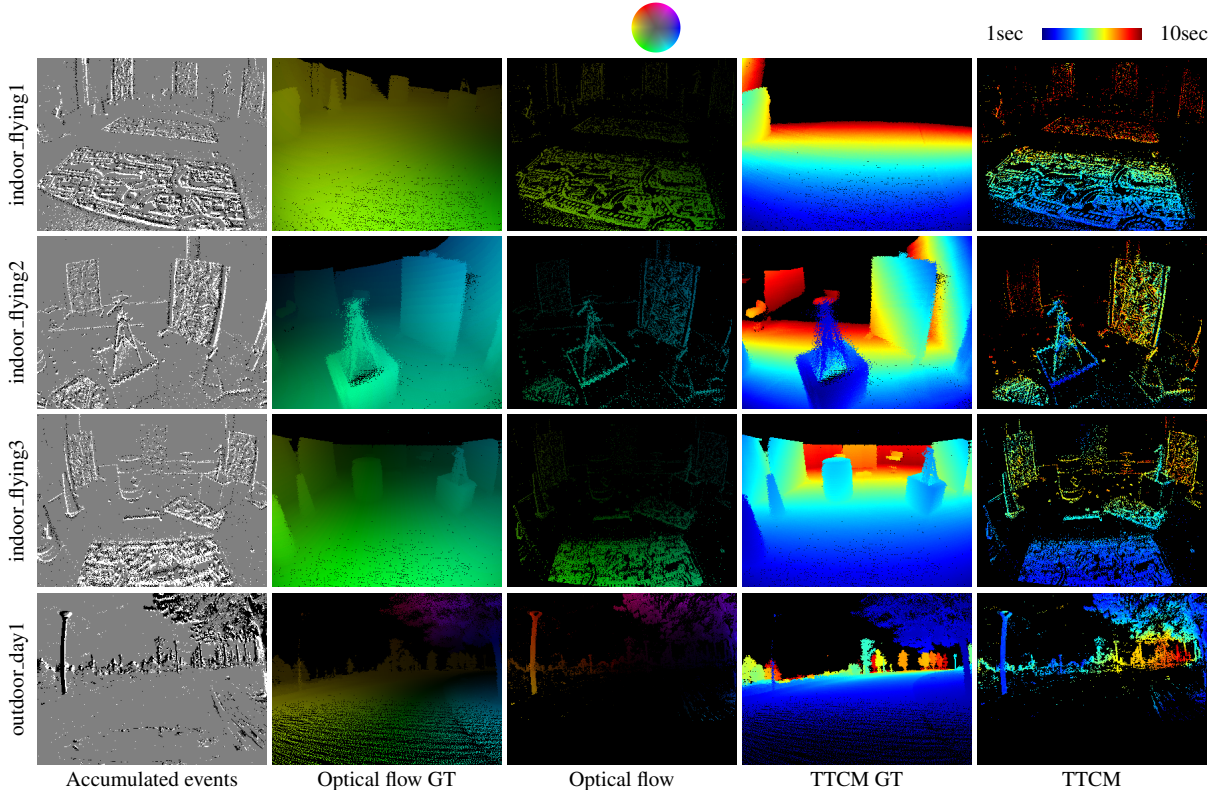 1sec 10sec
indoor_flying1
indoor_flying2
indoor_flying3
outdoor_day1
Accumulated events Optical flow GT Optical flow TTCM GT TTCM